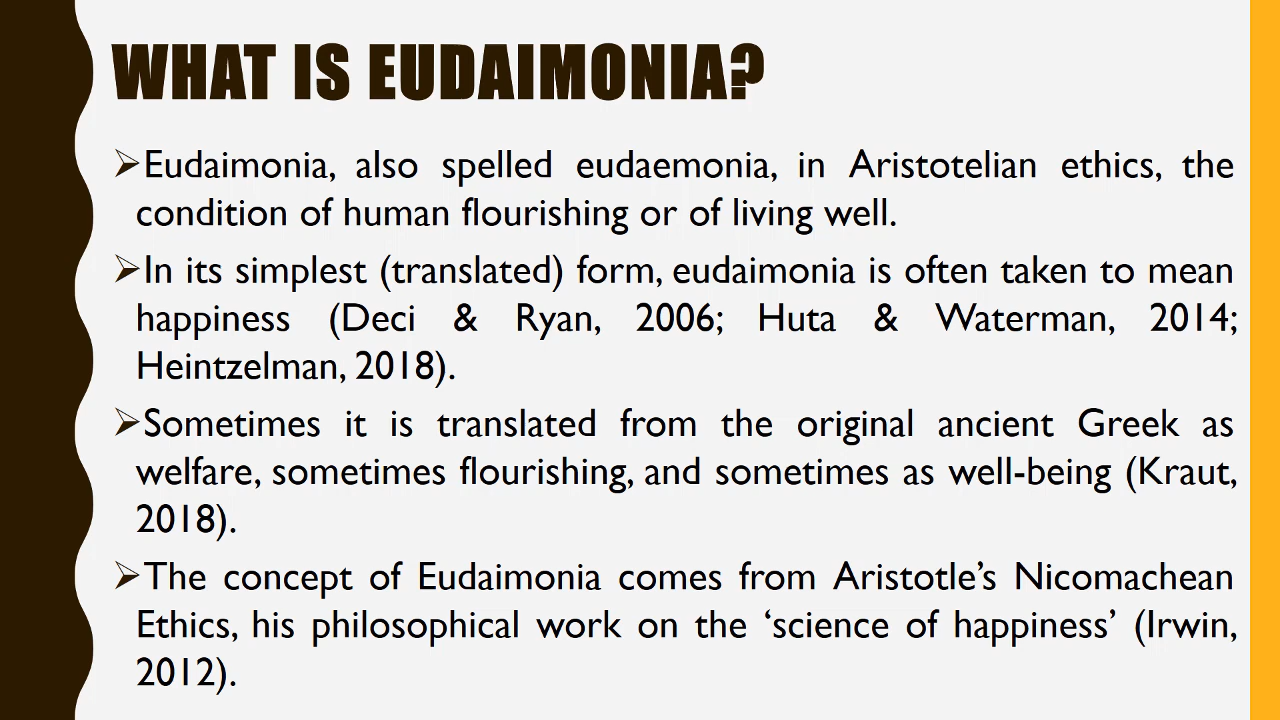 WHAT IS EUDAIMONIA?
➢Eudaimonia, also spelled eudaemonia, in Aristotelian ethics, the
condition of human flourishing or of living well.
➢In its simplest (translated) form, eudaimonia is often taken to mean
happiness (Deci & Ryan, 2006; Huta & Waterman, 2014;
Heintzelman, 2018).
➢Sometimes it is translated from the original ancient Greek as
welfare, sometimes flourishing, and sometimes as well-being (Kraut,
2018).
➢The concept of Eudaimonia comes from Aristotle’s Nicomachean
Ethics, his philosophical work on the ‘science of happiness’ (Irwin,
2012).